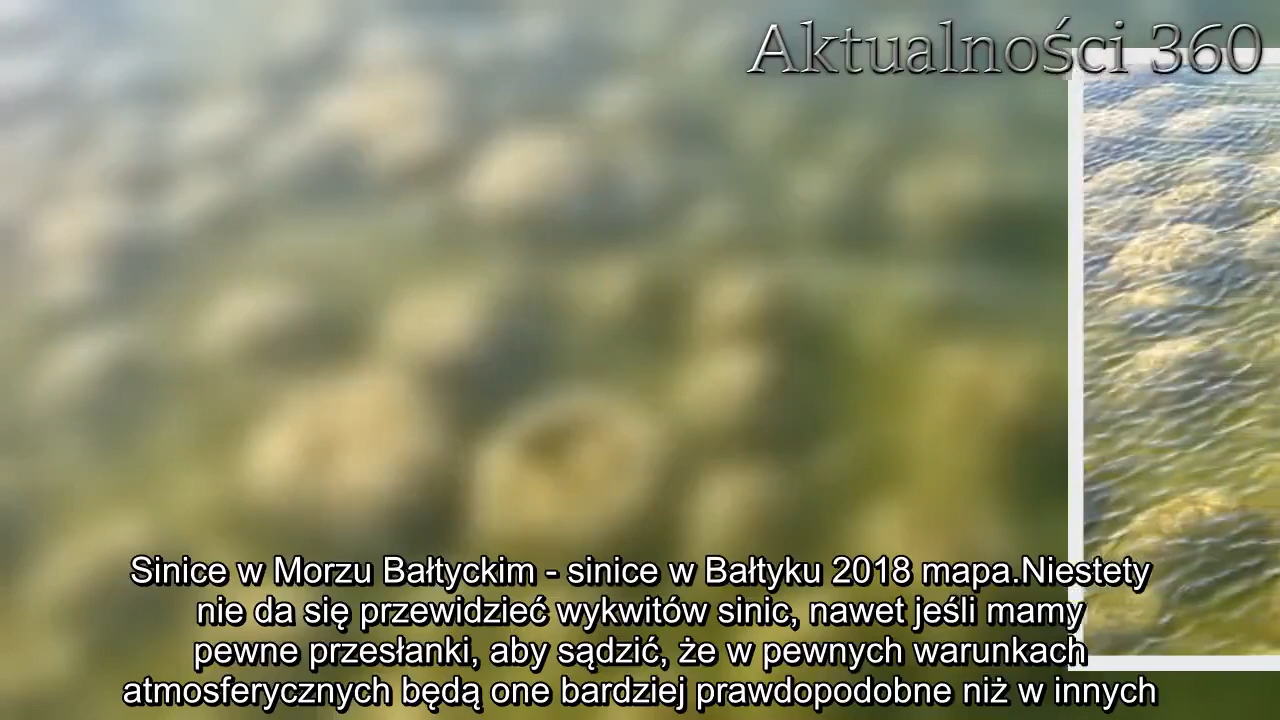 Aktualności 360
Sinice w Morzu Bałtyckim - sinice w Bałtyku 2018 mapa.Niestety
nie da się przewidzieć wykwitów sinic, nawet jeśli mamy
pewne przesłanki, aby sądzić, że w pewnych warunkach
atmosferycznych będą one bardziej prawdopodobne niż w innych